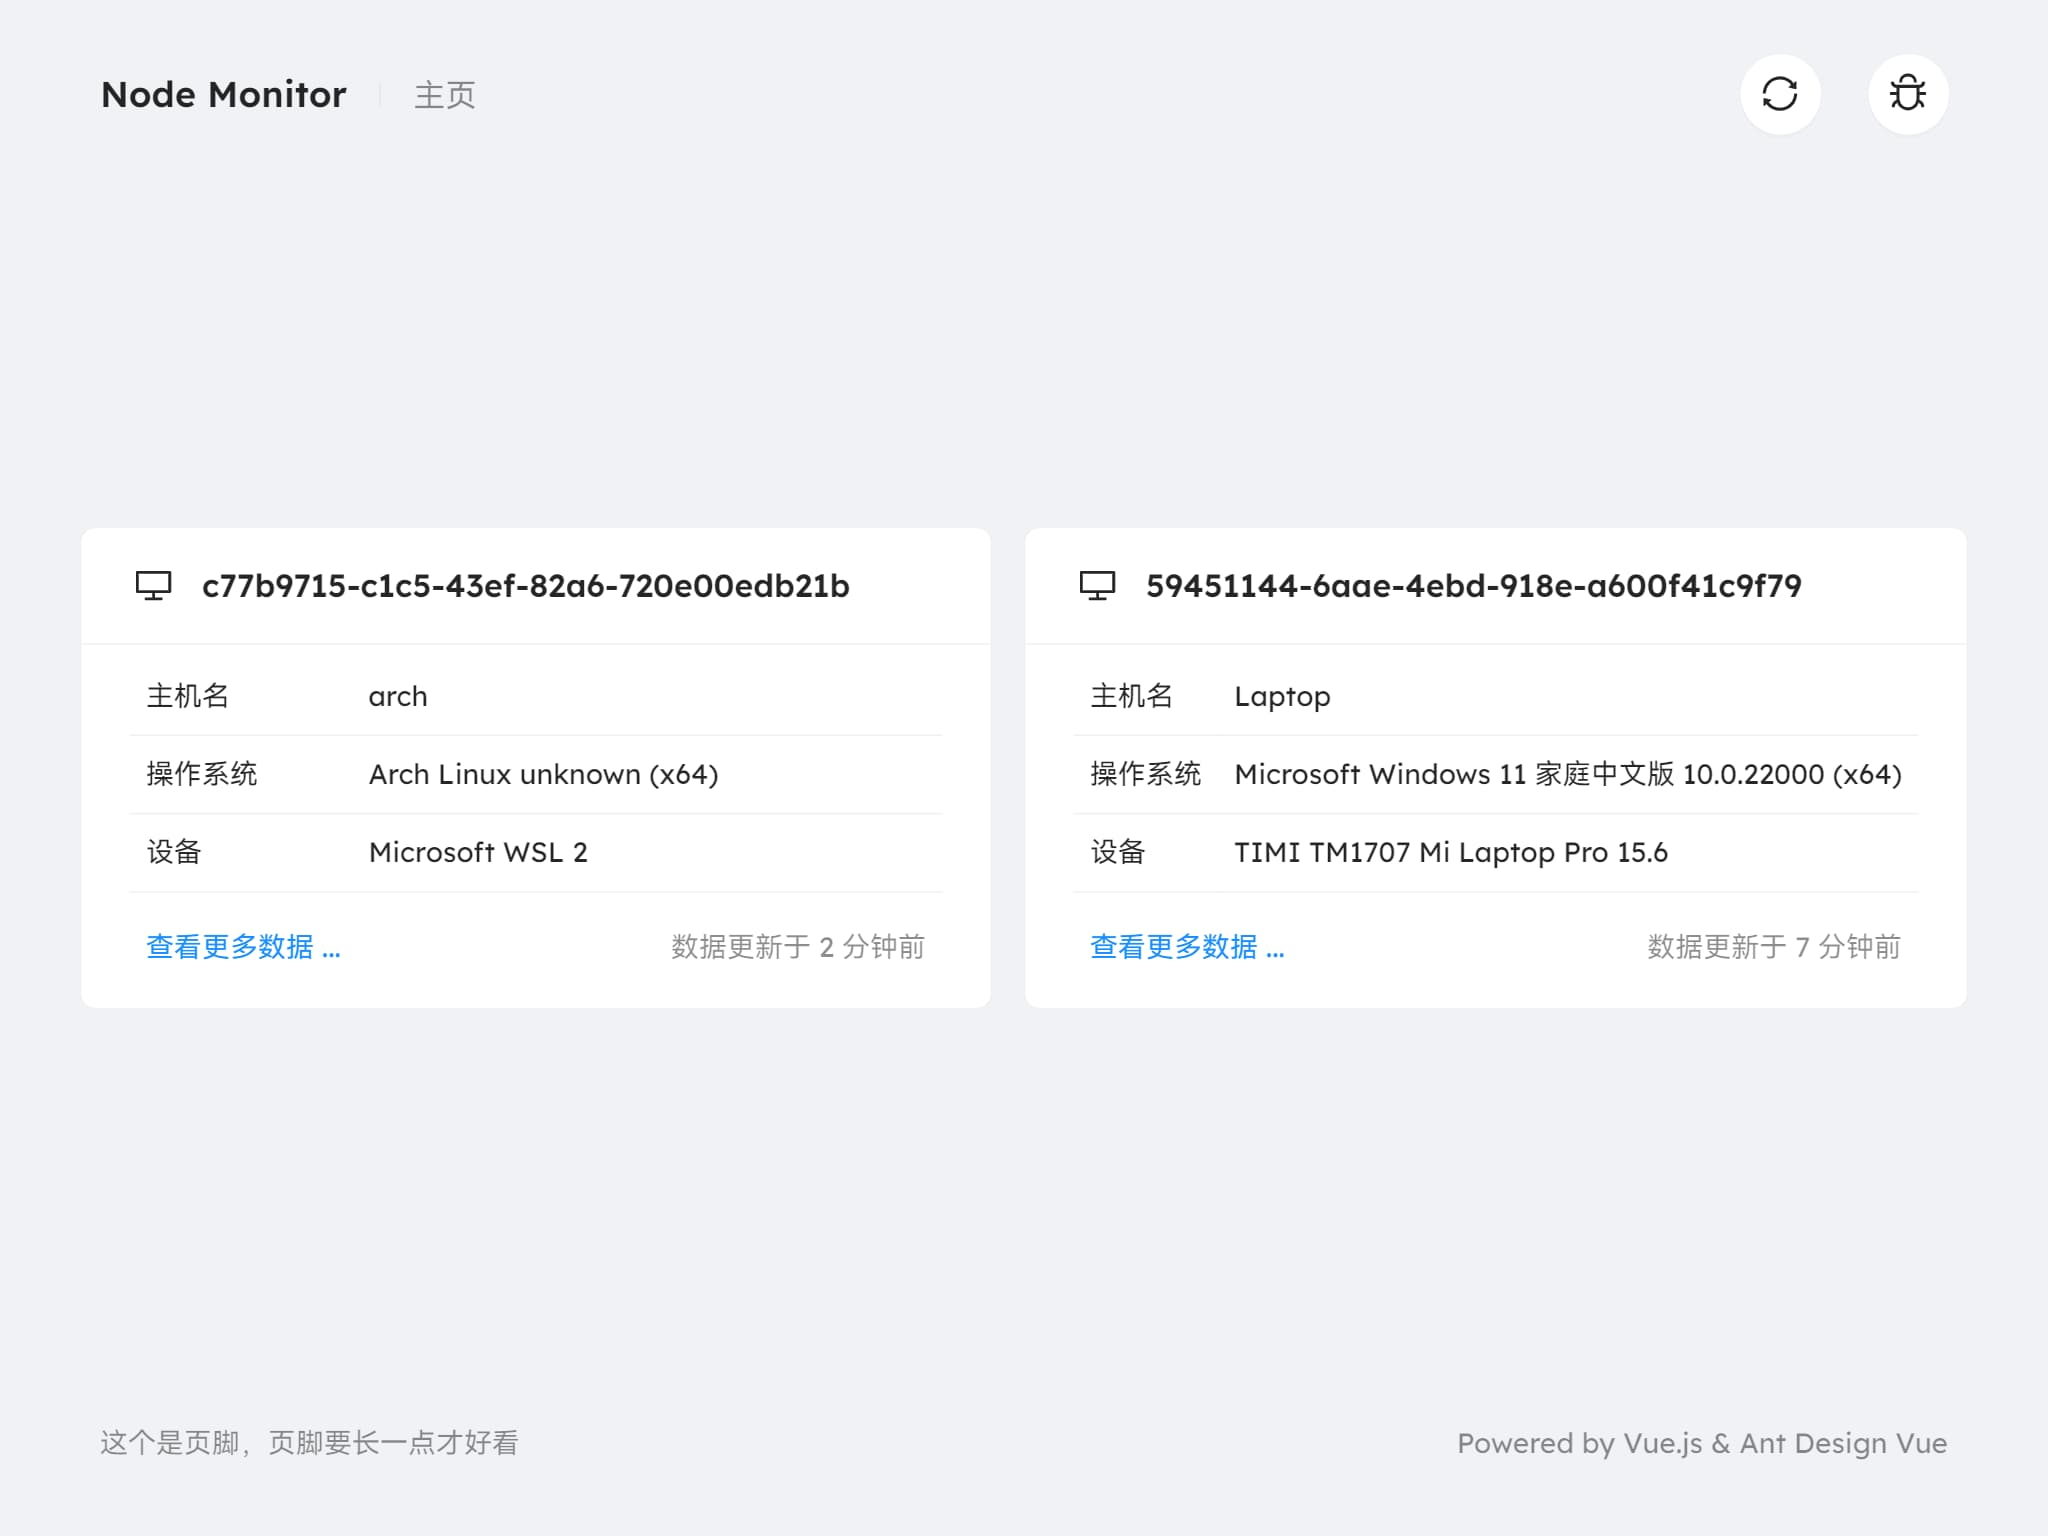 Node Monitor 主页
c77b9715-c1c5-43ef-82a6-720e00edb21b
主机名 arch
操作系统 Arch Linux unknown (x64)
设备 Microsoft WSL 2
查看更多数据 ... 数据更新于 2 分钟前
59451144-6aae-4ebd-918e-a600f41c9f79
主机名 Laptop
操作系统 Microsoft Windows 11 家庭中文版 10.0.22000 (x64)
设备 TIMI TM1707 Mi Laptop Pro 15.6
查看更多数据 ... 数据更新于 7 分钟前
这个是页脚，页脚要长一点才好看
Powered by Vue.js & Ant Design Vue